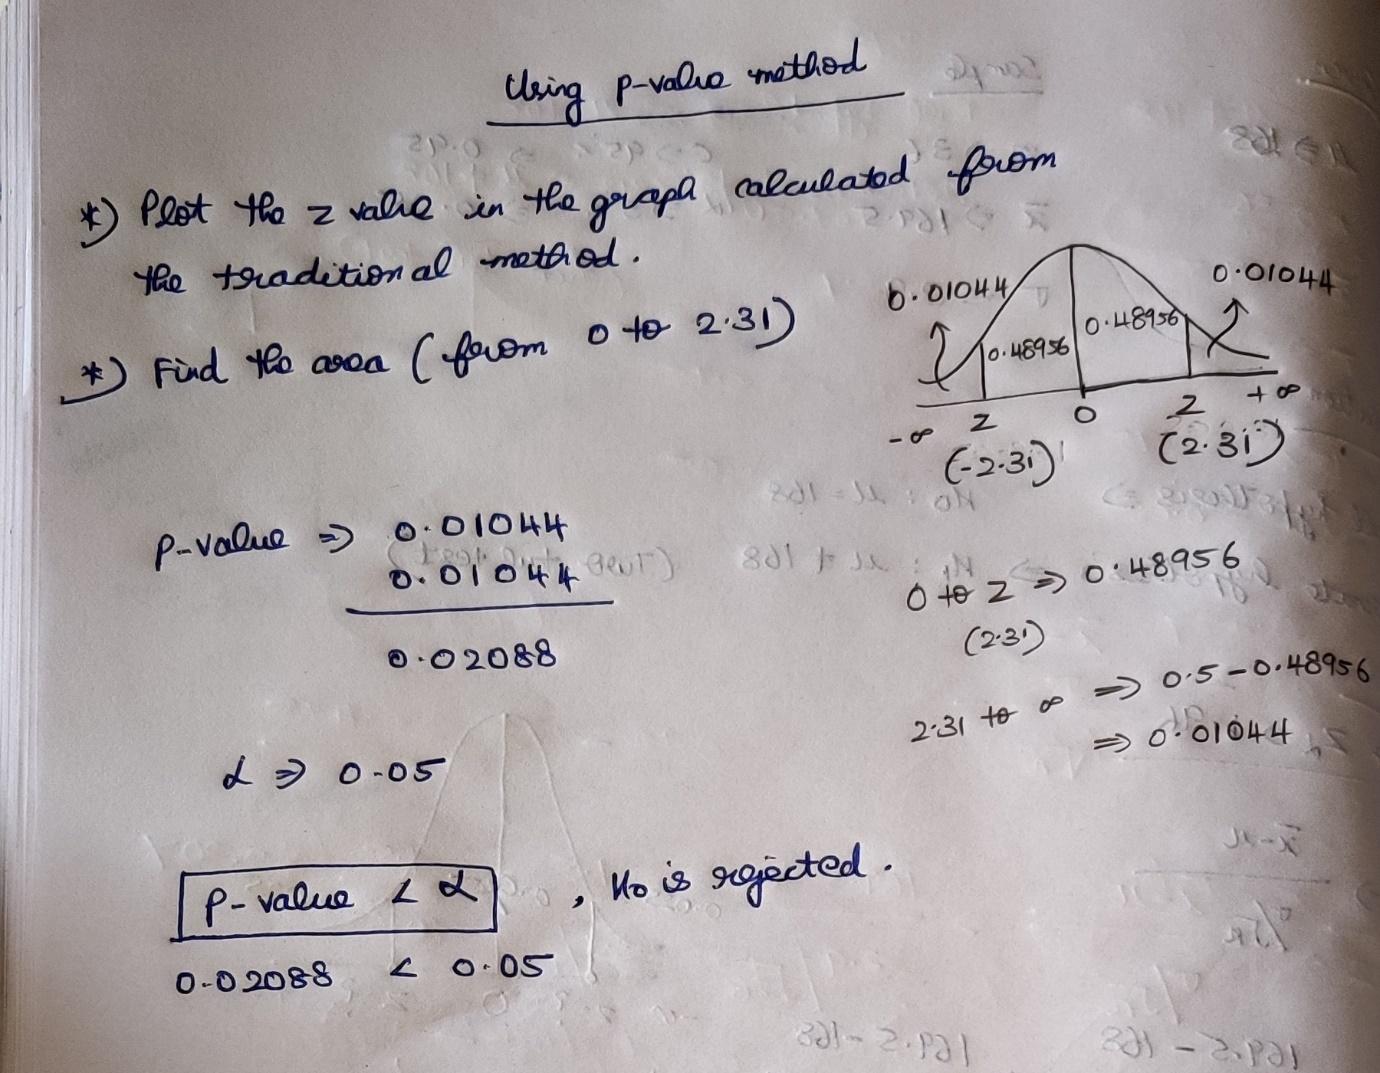 Using p-value method
*) Plot the z value in the graph calculated from
the traditional method.
*) Find the area (from 0 to 2.31)
0.01044
0.01044
0.48956
0.48956
-∞ z 0 z +∞
(-2.31) (2.31)
p-value ⇒ 0.01044
0.01044
0.02088
0 to z ⇒ 0.48956
(2.31)
2.31 to ∞ ⇒ 0.5 - 0.48956
⇒ 0.01044
α ⇒ 0.05
P-value < α , H₀ is rejected.
0.02088 < 0.05